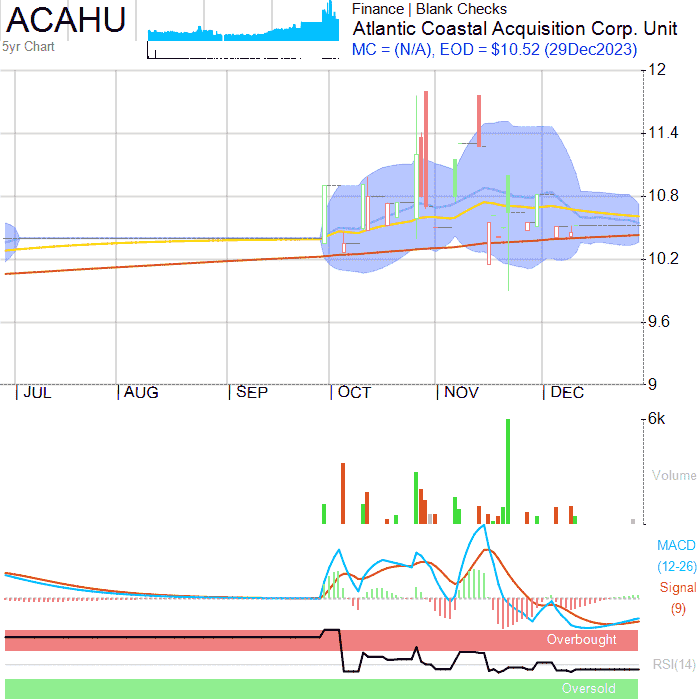 ACAHU
5yr Chart
Finance | Blank Checks
Atlantic Coastal Acquisition Corp. Unit
MC = (N/A), EOD = $10.52 (29Dec2023)
12
11.4
10.8
10.2
9.6
9
JUL AUG SEP OCT NOV DEC
6k
Volume
MACD
(12-26)
Signal
(9)
Overbought
RSI(14)
Oversold